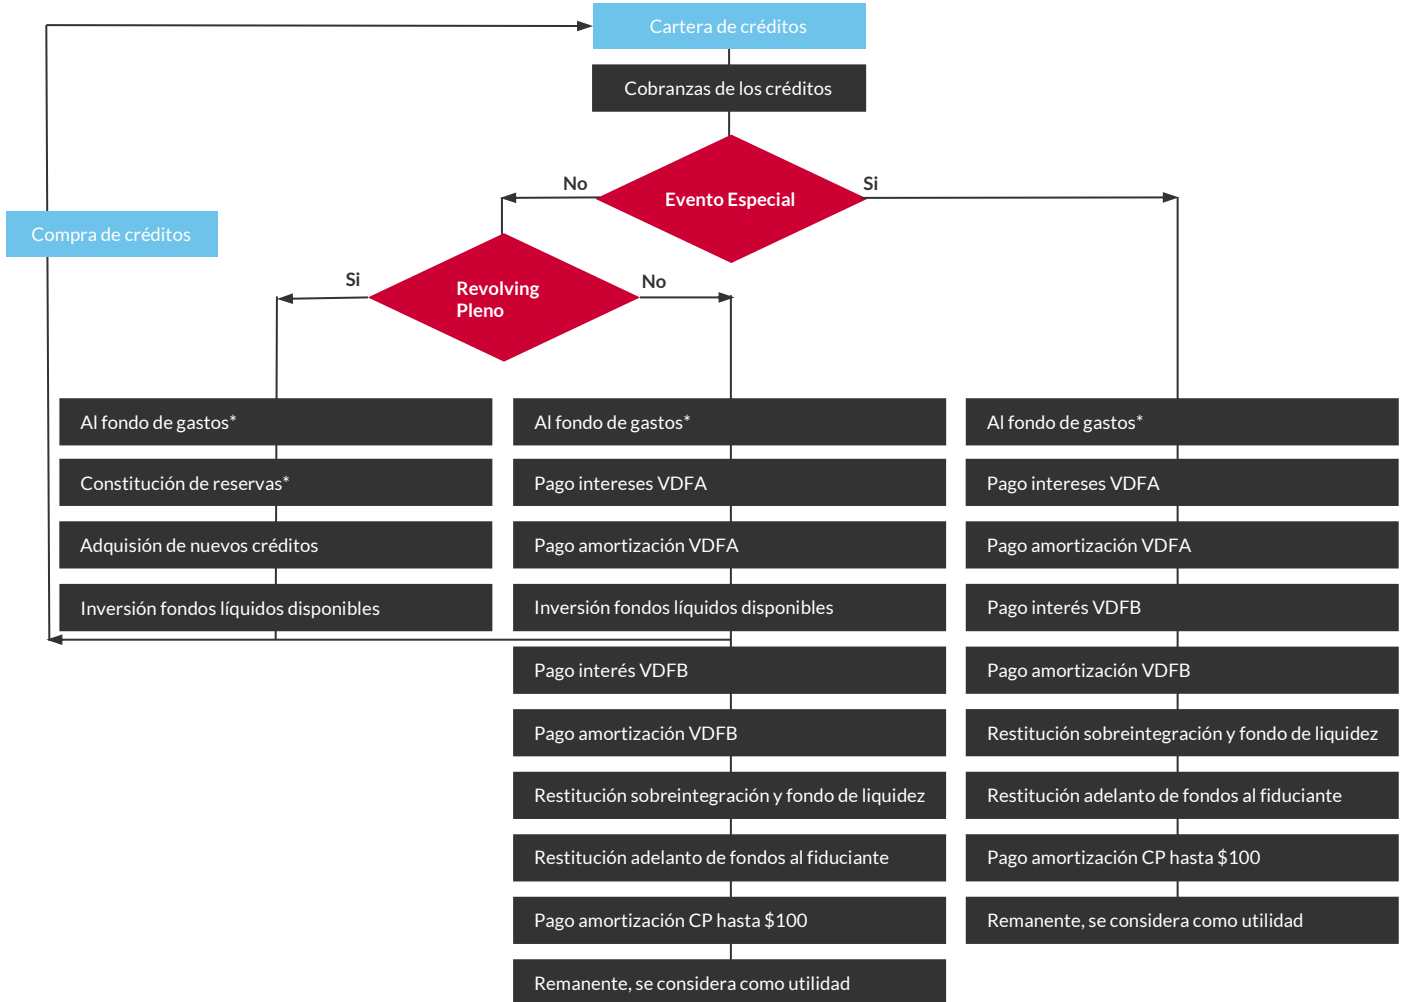 Cartera de créditos
Cobranzas de los créditos
No
Evento Especial
Si
Compra de créditos
Si
Revolving
Pleno
No
Al fondo de gastos*
Constitución de reservas*
Adquisión de nuevos créditos
Inversión fondos líquidos disponibles
Al fondo de gastos*
Pago intereses VDFA
Pago amortización VDFA
Inversión fondos líquidos disponibles
Pago interés VDFB
Pago amortización VDFB
Restitución sobreintegración y fondo de liquidez
Restitución adelanto de fondos al fiduciante
Pago amortización CP hasta $100
Remanente, se considera como utilidad
Al fondo de gastos*
Pago intereses VDFA
Pago amortización VDFA
Pago interés VDFB
Pago amortización VDFB
Restitución sobreintegración y fondo de liquidez
Restitución adelanto de fondos al fiduciante
Pago amortización CP hasta $100
Remanente, se considera como utilidad